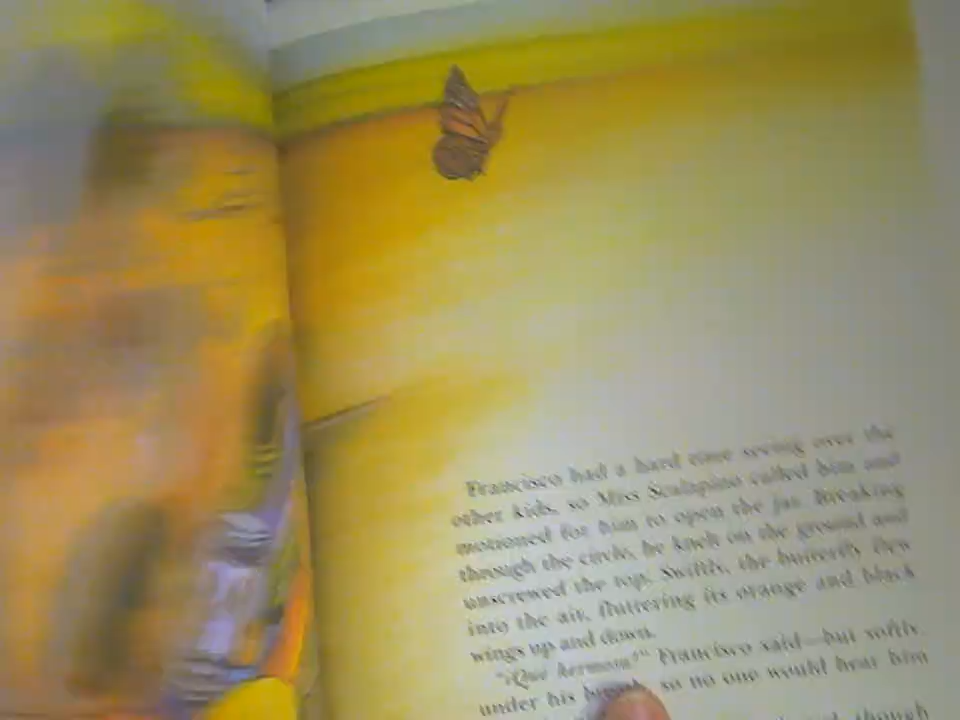 Francisco had a hard time seeing over the
other kids, so Miss Scalapino called him and
motioned for him to open the jar. Breaking
through the circle, he knelt on the ground and
unscrewed the top. Swiftly, the butterfly flew
into the air, fluttering its orange and black
wings up and down.
"¡Qué hermosa!" Francisco said—but softly,
under his breath, so no one would hear him
though